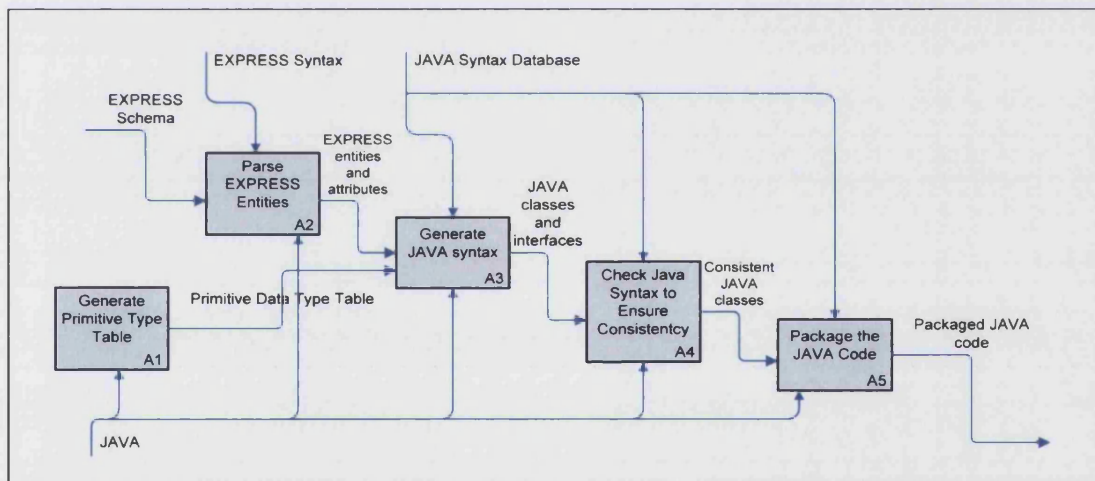 EXPRESS Syntax
JAVA Syntax Database
EXPRESS
Schema
Parse
EXPRESS
Entities
A2
EXPRESS
entities
and
attributes
Generate
JAVA syntax
A3
JAVA
classes and
interfaces
Generate
Primitive Type
Table
A1
Primitive Data Type Table
Check Java
Syntax to
Ensure
Consistentcy
A4
Consistent
JAVA
classes
Package the
JAVA Code
A5
Packaged JAVA
code
JAVA